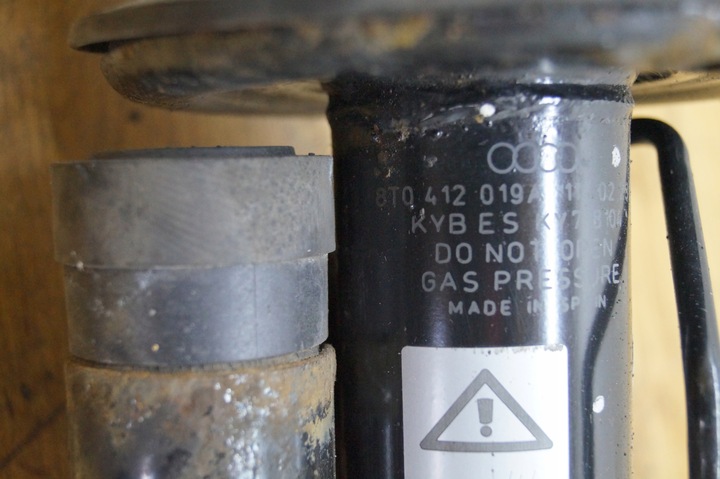 8T0 412 019A
KYB ES
DO NOT OPEN
GAS PRESSURE
MADE IN SPAIN